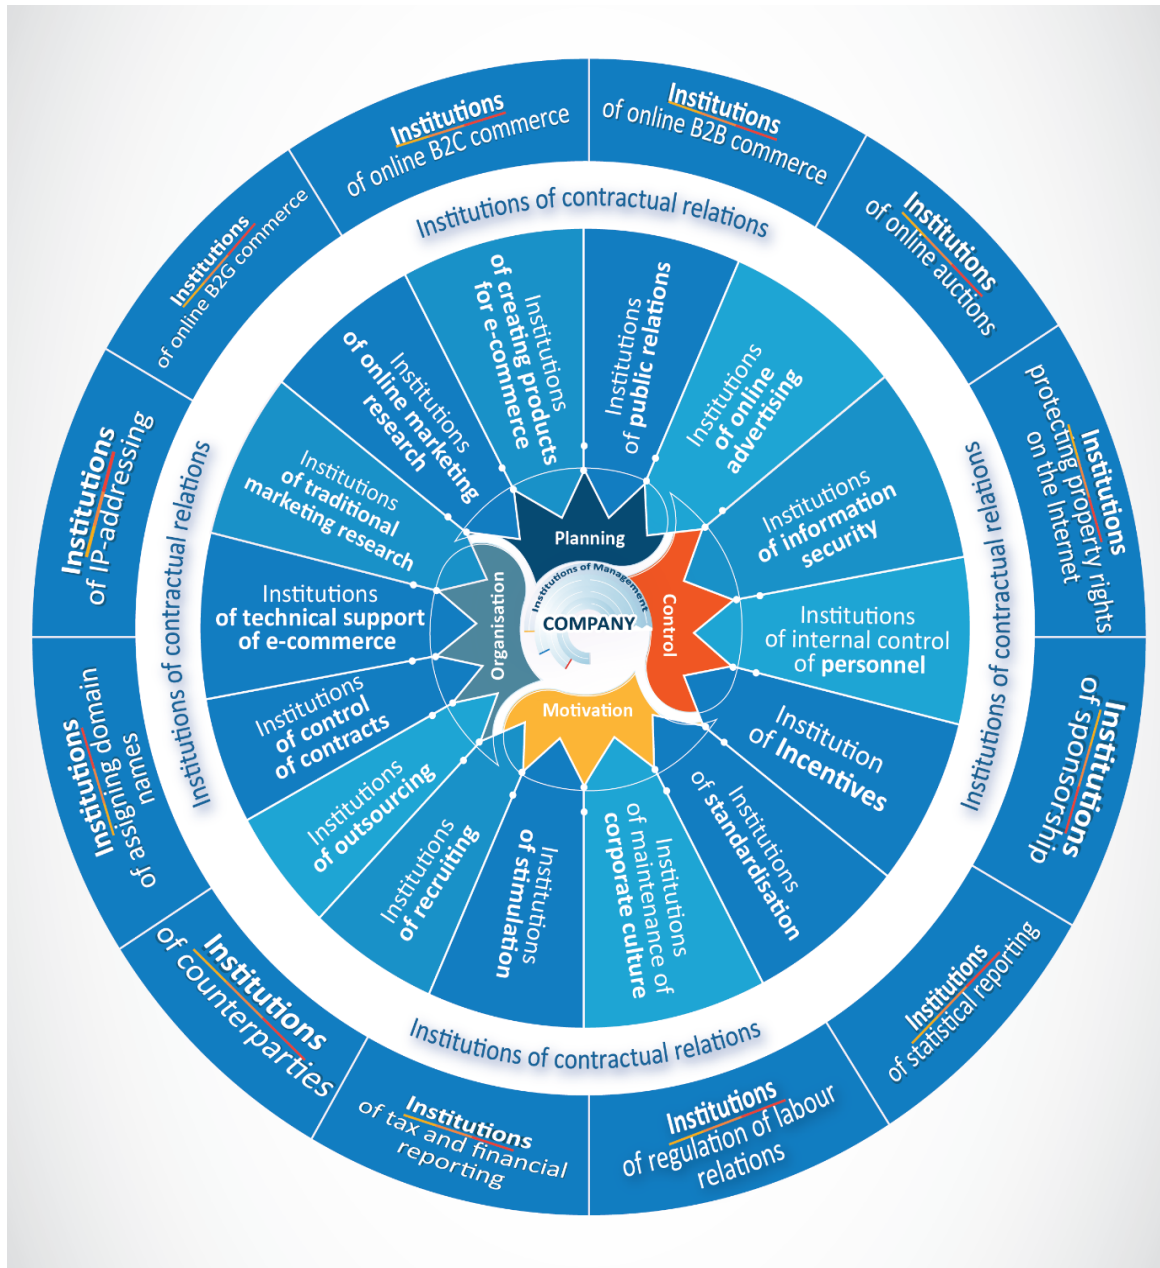 Institutions
of online B2C commerce
Institutions
of online B2B commerce
Institutions
of online auctions
Institutions
protecting property rights
on the Internet
Institutions
of sponsorship
Institutions
of statistical reporting
Institutions
of regulation of labour
relations
Institutions
of tax and financial
reporting
Institutions
of counterparties
Institutions
of assigning domain
names
Institutions
of IP-addressing
Institutions
of online B2G commerce
Institutions of contractual relations
Institutions of contractual relations
Institutions of contractual relations
Institutions of contractual relations
Institutions
of creating products
for e-commerce
Institutions
of public relations
Institutions
of online
advertising
Institutions
of information
security
Institutions
of internal control
of personnel
Institution
of Incentives
Institutions
of standardisation
Institutions
of maintenance of
corporate culture
Institutions
of stimulation
Institutions
of recruiting
Institutions
of outsourcing
Institutions
of control
of contracts
Institutions
of technical support
of e-commerce
Institutions
of traditional
marketing research
Institutions
of online marketing
research
Planning
Control
Motivation
Organisation
Institutions of Management
COMPANY